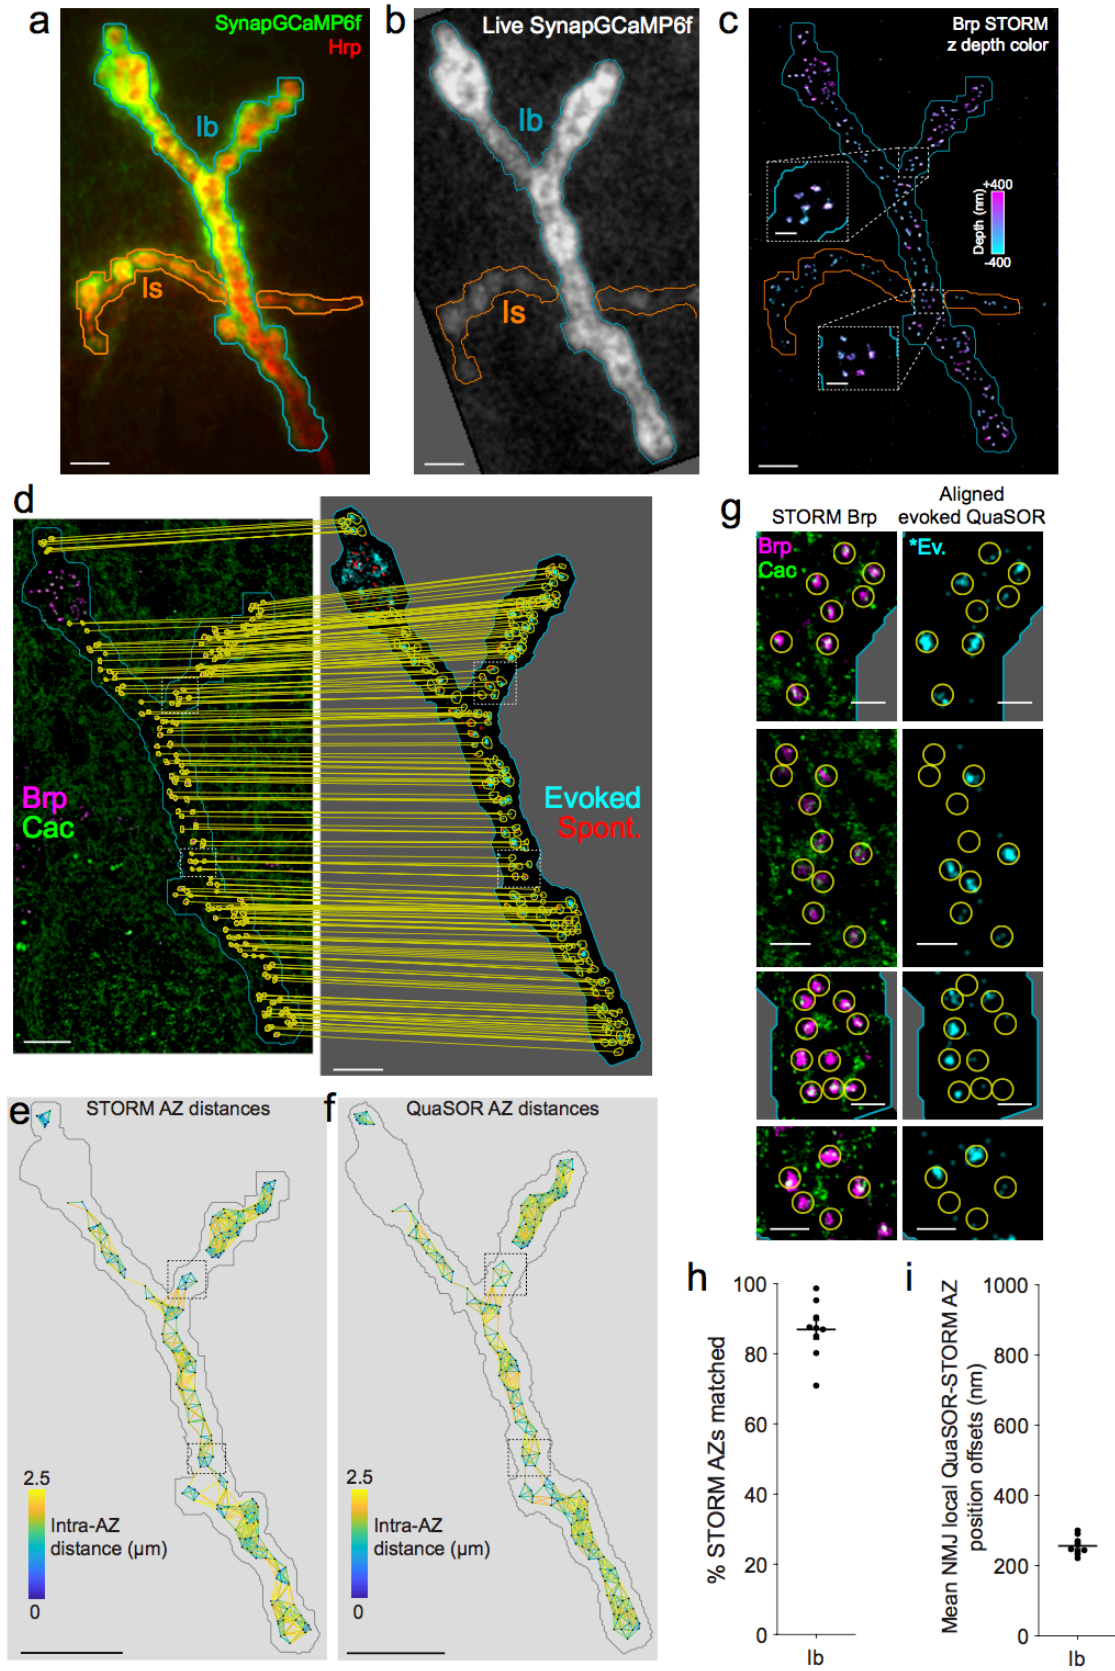 a
SynapGCaMP6f
Hrp
Ib
Is
b
Live SynapGCaMP6f
Ib
Is
c
Brp STORM
z depth color
+400
Depth (nm)
-400
d
Brp
Cac
Evoked
Spont.
g
STORM Brp
Aligned
evoked QuaSOR
Brp
Cac
*Ev.
e
STORM AZ distances
2.5
Intra-AZ
distance (µm)
0
f
QuaSOR AZ distances
2.5
Intra-AZ
distance (µm)
0
h
% STORM AZs matched
100
80
60
40
20
0
Ib
i
Mean NMJ local QuaSOR-STORM AZ
position offsets (nm)
1000
800
600
400
200
0
Ib